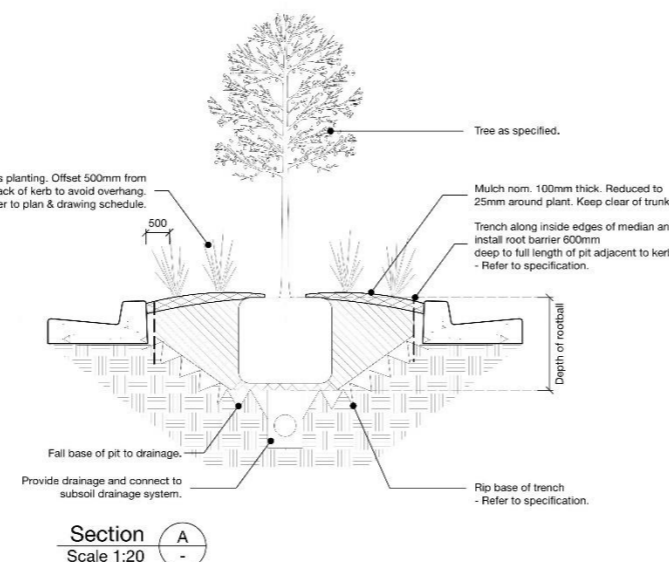 Tree as specified.
s planting. Offset 500mm from
ack of kerb to avoid overhang.
er to plan & drawing schedule.
500
Mulch nom. 100mm thick. Reduced to
25mm around plant. Keep clear of trunk
Trench along inside edges of median an
install root barrier 600mm
deep to full length of pit adjacent to kerb
- Refer to specification.
Depth of rootball
Fall base of pit to drainage.
Provide drainage and connect to
subsoil drainage system.
Rip base of trench
- Refer to specification.
Section A
Scale 1:20 -